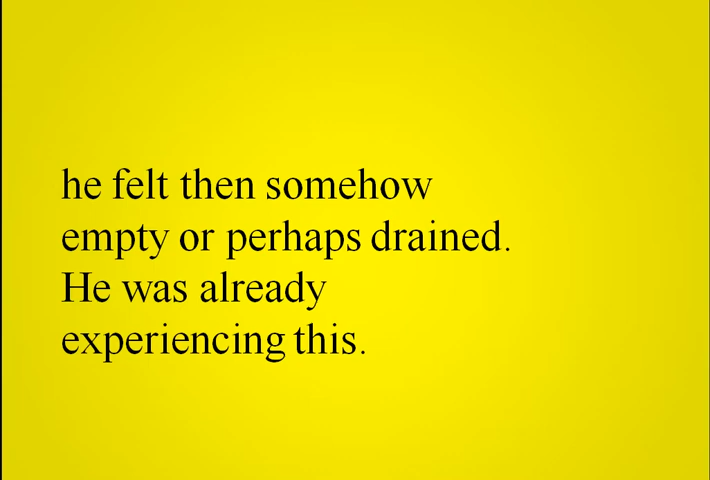 he felt then somehow
empty or perhaps drained.
He was already
experiencing this.